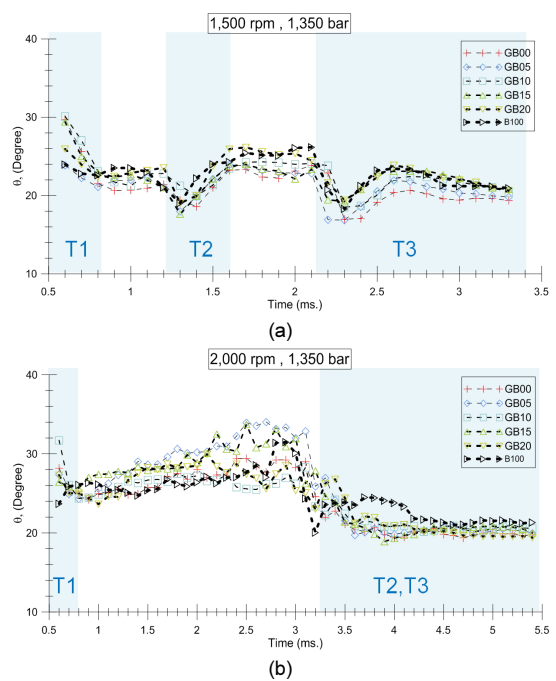 1,500 rpm , 1,350 bar
40
30
20
10
θ, (Degree)
GB00
GB05
GB10
GB15
GB20
B100
T1
T2
T3
0.5 1 1.5 2 2.5 3 3.5
Time (ms.)
(a)
2,000 rpm , 1,350 bar
40
30
20
10
θ, (Degree)
GB00
GB05
GB10
GB15
GB20
B100
T1
T2,T3
0.5 1 1.5 2 2.5 3 3.5 4 4.5 5 5.5
Time (ms.)
(b)